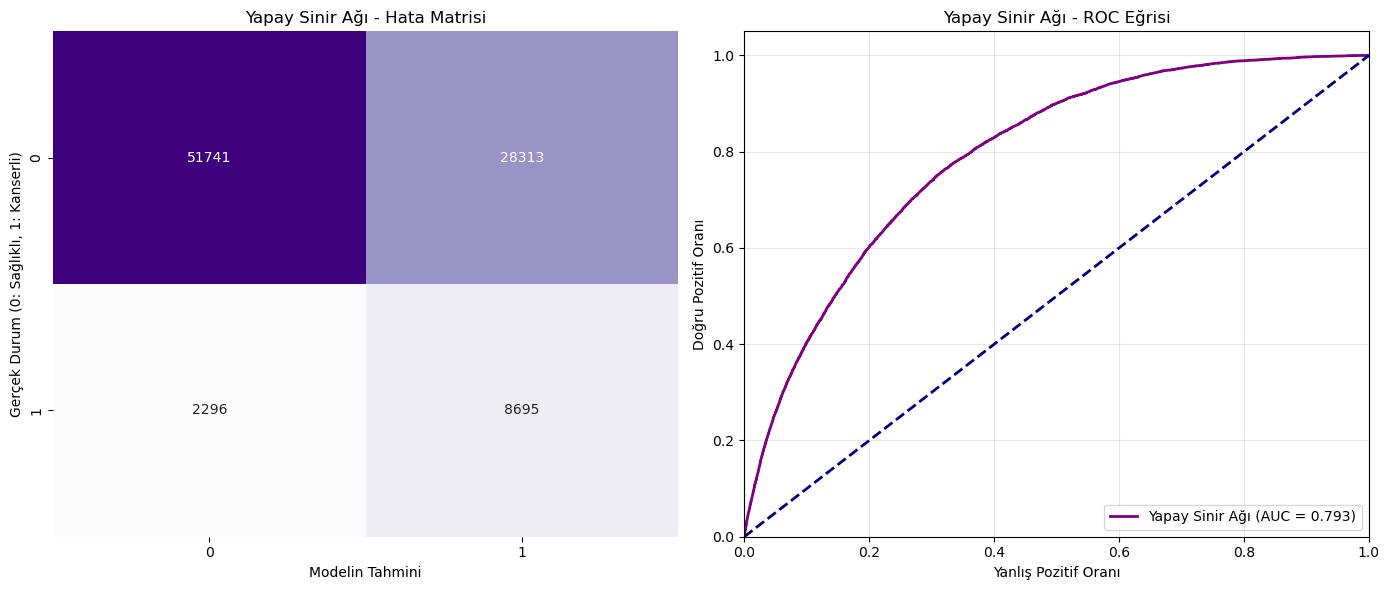 Yapay Sinir Ağı - Hata Matrisi
Gerçek Durum (0: Sağlıklı, 1: Kanserli)
0
51741
28313
1
2296
8695
0
1
Modelin Tahmini
Yapay Sinir Ağı - ROC Eğrisi
Doğru Pozitif Oranı
1.0
0.8
0.6
0.4
0.2
0.0
0.0
0.2
0.4
0.6
0.8
1.0
Yapay Sinir Ağı (AUC = 0.793)
Yanlış Pozitif Oranı